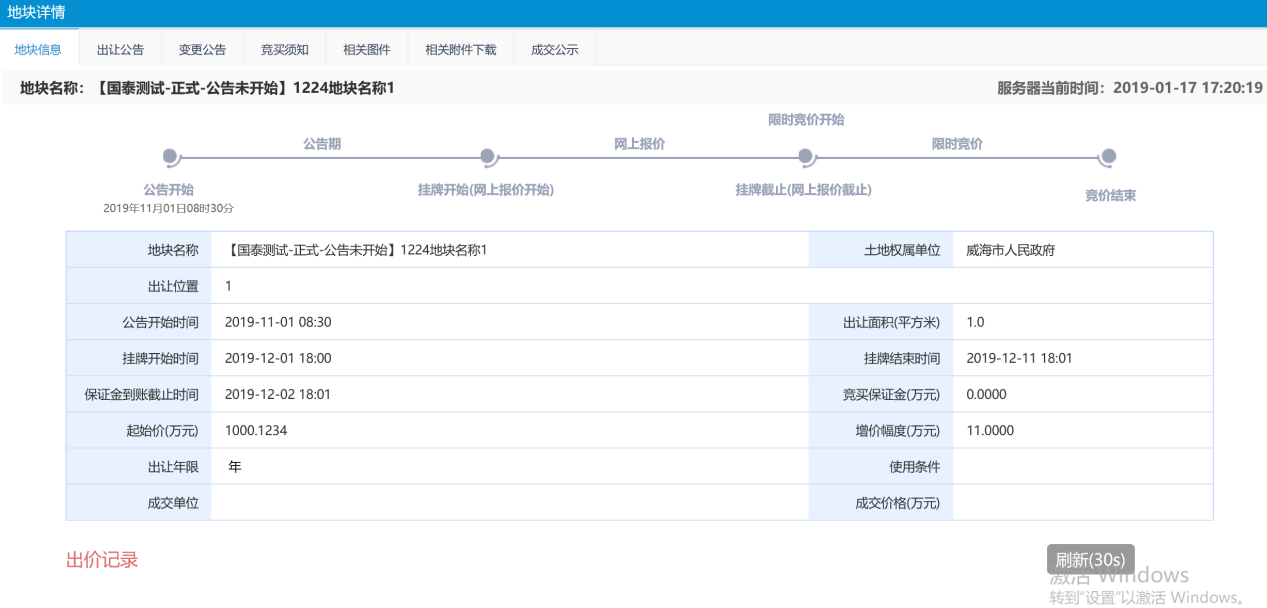 地块详情
地块信息 出让公告 变更公告 竞买须知 相关图件 相关附件下载 成交公示
地块名称: 【国泰测试-正式-公告未开始】1224地块名称1 服务器当前时间: 2019-01-17 17:20:19
限时竞价开始
公告期 网上报价 限时竞价
公告开始 挂牌开始(网上报价开始) 挂牌截止(网上报价截止) 竞价结束
2019年11月01日08时30分
地块名称 【国泰测试-正式-公告未开始】1224地块名称1 土地权属单位 威海市人民政府
出让位置 1
公告开始时间 2019-11-01 08:30 出让面积(平方米) 1.0
挂牌开始时间 2019-12-01 18:00 挂牌结束时间 2019-12-11 18:01
保证金到账截止时间 2019-12-02 18:01 竞买保证金(万元) 0.0000
起始价(万元) 1000.1234 增价幅度(万元) 11.0000
出让年限 年 使用条件
成交单位 成交价格(万元)
出价记录 刷新(30s)
激活 Windows
转到"设置"以激活 Windows。